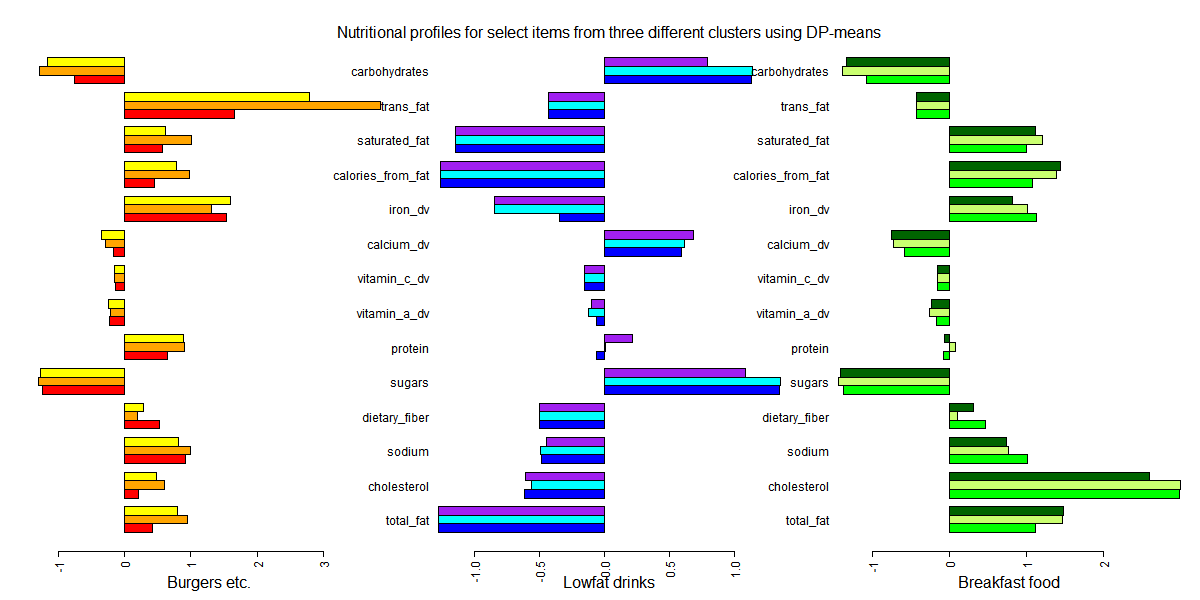 Nutritional profiles for select items from three different clusters using DP-means
carbohydrates carbohydrates
trans_fat trans_fat
saturated_fat saturated_fat
calories_from_fat calories_from_fat
iron_dv iron_dv
calcium_dv calcium_dv
vitamin_c_dv vitamin_c_dv
vitamin_a_dv vitamin_a_dv
protein protein
sugars sugars
dietary_fiber dietary_fiber
sodium sodium
cholesterol cholesterol
total_fat total_fat
-1 0 1 2 3 -1.0 -0.5 0.0 0.5 1.0 -1 0 1 2
Burgers etc. Lowfat drinks Breakfast food